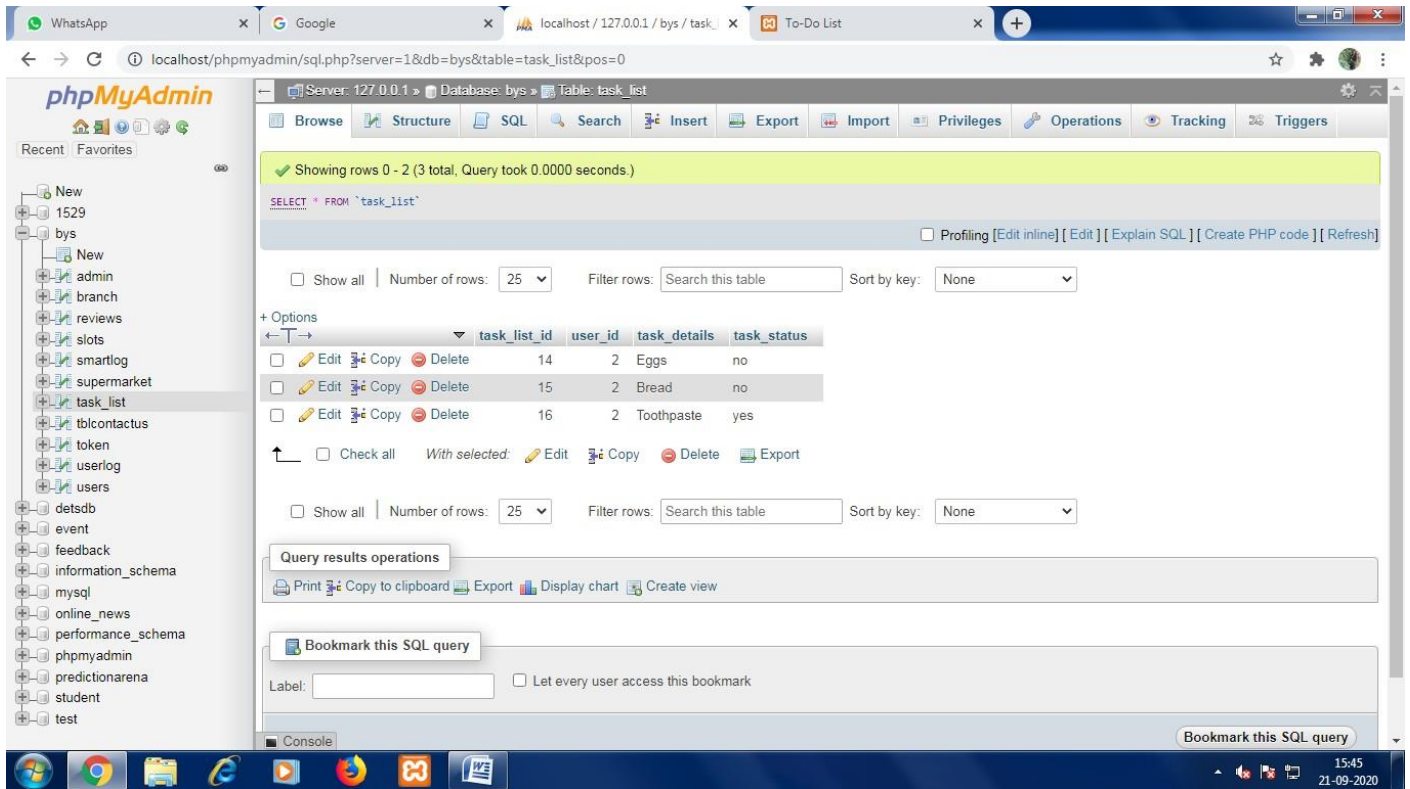 WhatsApp
Google
localhost / 127.0.0.1 / bys / task_
To-Do List
localhost/phpmyadmin/sql.php?server=1&db=bys&table=task_list&pos=0
phpMyAdmin
Recent Favorites
New
1529
bys
New
admin
branch
reviews
slots
smartlog
supermarket
task_list
tblcontactus
token
userlog
users
detsdb
event
feedback
information_schema
mysql
online_news
performance_schema
phpmyadmin
predictionarena
student
test
Server: 127.0.0.1 » Database: bys » Table: task_list
Browse Structure SQL Search Insert Export Import Privileges Operations Tracking Triggers
Showing rows 0 - 2 (3 total, Query took 0.0000 seconds.)
SELECT * FROM `task_list`
Profiling [Edit inline] [ Edit ] [ Explain SQL ] [ Create PHP code ] [ Refresh]
Show all | Number of rows: 25 Filter rows: Search this table Sort by key: None
+ Options
←T→ task_list_id user_id task_details task_status
Edit Copy Delete 14 2 Eggs no
Edit Copy Delete 15 2 Bread no
Edit Copy Delete 16 2 Toothpaste yes
Check all With selected: Edit Copy Delete Export
Show all | Number of rows: 25 Filter rows: Search this table Sort by key: None
Query results operations
Print Copy to clipboard Export Display chart Create view
Bookmark this SQL query
Label: Let every user access this bookmark
Console
Bookmark this SQL query
15:45
21-09-2020